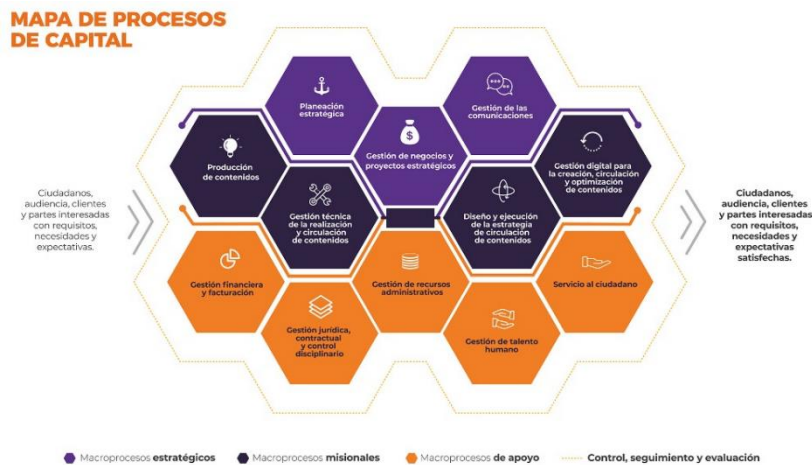 MAPA DE PROCESOS
DE CAPITAL
Planeación
estratégica
Gestión de las
comunicaciones
Gestión de negocios y
proyectos estratégicos
$
Producción
de contenidos
Gestión digital para
la creación, circulación
y optimización
de contenidos
Gestión técnica
de la realización
y circulación
de contenidos
Diseño y ejecución
de la estrategia
de circulación
de contenidos
Ciudadanos,
audiencia, clientes
y partes interesadas
con requisitos,
necesidades y
expectativas.
Ciudadanos,
audiencia, clientes
y partes interesadas
con requisitos,
necesidades y
expectativas
satisfechas.
Gestión financiera
y facturación
Gestión de recursos
administrativos
Servicio al ciudadano
Gestión jurídica,
contractual
y control
disciplinario
Gestión de talento
humano
Macroprocesos estratégicos
Macroprocesos misionales
Macroprocesos de apoyo
Control, seguimiento y evaluación